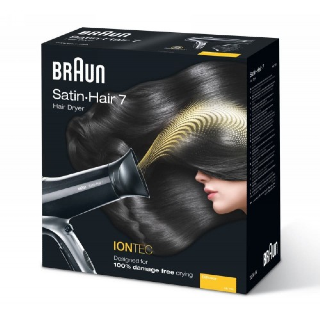 BRAUN
Satin·Hair 7
Hair Dryer
IONTEC
Designed for
100% damage free drying